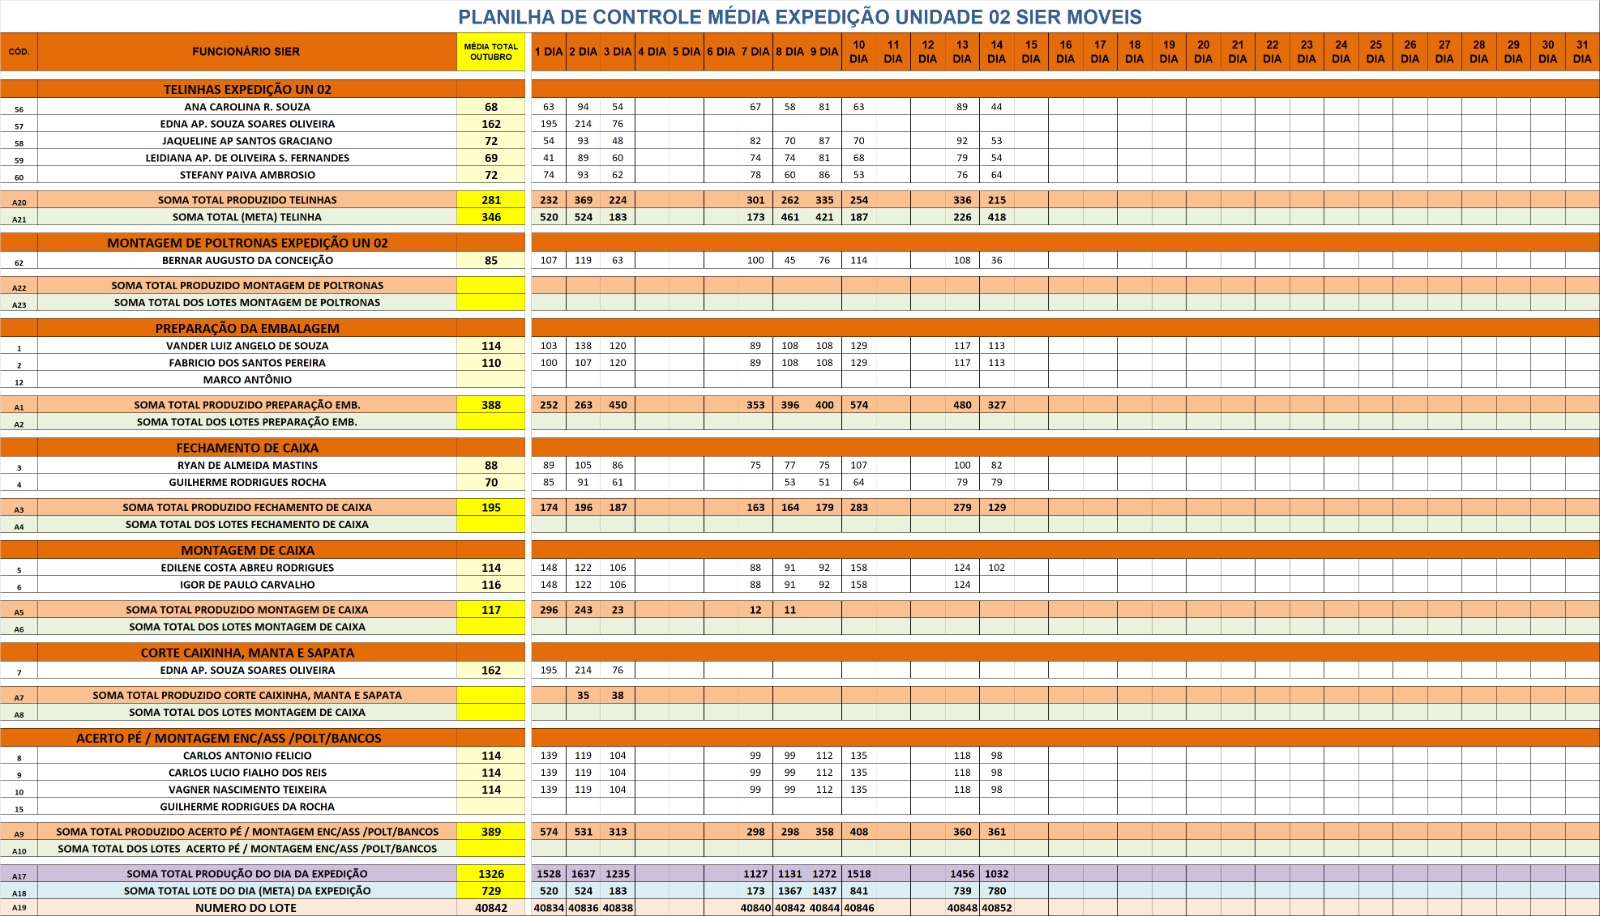 PLANILHA DE CONTROLE MÉDIA EXPEDIÇÃO UNIDADE 02 SIER MOVEIS
CÓD. FUNCIONÁRIO SIER MÉDIA TOTAL OUTUBRO 1 DIA 2 DIA 3 DIA 4 DIA 5 DIA 6 DIA 7 DIA 8 DIA 9 DIA 10 DIA 11 DIA 12 DIA 13 DIA 14 DIA 15 DIA 16 DIA 17 DIA 18 DIA 19 DIA 20 DIA 21 DIA 22 DIA 23 DIA 24 DIA 25 DIA 26 DIA 27 DIA 28 DIA 29 DIA 30 DIA 31 DIA
TELINHAS EXPEDIÇÃO UN 02
56 ANA CAROLINA R. SOUZA 68 63 94 54 67 58 81 63 89 44
57 EDNA AP. SOUZA SOARES OLIVEIRA 162 195 214 76
58 JAQUELINE AP SANTOS GRACIANO 72 54 93 48 82 70 87 70 92 53
59 LEIDIANA AP. DE OLIVEIRA S. FERNANDES 69 41 89 60 74 74 81 68 79 54
60 STEFANY PAIVA AMBROSIO 72 74 93 62 78 60 86 53 76 64
A20 SOMA TOTAL PRODUZIDO TELINHAS 281 232 369 224 301 262 335 254 336 215
A21 SOMA TOTAL (META) TELINHA 346 520 524 183 173 461 421 187 226 418
MONTAGEM DE POLTRONAS EXPEDIÇÃO UN 02
62 BERNAR AUGUSTO DA CONCEIÇÃO 85 107 119 63 100 45 76 114 108 36
A22 SOMA TOTAL PRODUZIDO MONTAGEM DE POLTRONAS
A23 SOMA TOTAL DOS LOTES MONTAGEM DE POLTRONAS
PREPARAÇÃO DA EMBALAGEM
1 VANDER LUIZ ANGELO DE SOUZA 114 103 138 120 89 108 108 129 117 113
2 FABRICIO DOS SANTOS PEREIRA 110 100 107 120 89 108 108 129 117 113
12 MARCO ANTÔNIO
A1 SOMA TOTAL PRODUZIDO PREPARAÇÃO EMB. 388 252 263 450 353 396 400 574 480 327
A2 SOMA TOTAL DOS LOTES PREPARAÇÃO EMB.
FECHAMENTO DE CAIXA
3 RYAN DE ALMEIDA MASTINS 88 89 105 86 75 77 75 107 100 82
4 GUILHERME RODRIGUES ROCHA 70 85 91 61 53 51 64 79 79
A3 SOMA TOTAL PRODUZIDO FECHAMENTO DE CAIXA 195 174 196 187 163 164 179 283 279 129
A4 SOMA TOTAL DOS LOTES FECHAMENTO DE CAIXA
MONTAGEM DE CAIXA
5 EDILENE COSTA ABREU RODRIGUES 114 148 122 106 88 91 92 158 124 102
6 IGOR DE PAULO CARVALHO 116 148 122 106 88 91 92 158 124
A5 SOMA TOTAL PRODUZIDO MONTAGEM DE CAIXA 117 296 243 23 12 11
A6 SOMA TOTAL DOS LOTES MONTAGEM DE CAIXA
CORTE CAIXINHA, MANTA E SAPATA
7 EDNA AP. SOUZA SOARES OLIVEIRA 162 195 214 76
A7 SOMA TOTAL PRODUZIDO CORTE CAIXINHA, MANTA E SAPATA 35 38
A8 SOMA TOTAL DOS LOTES MONTAGEM DE CAIXA
ACERTO PÉ / MONTAGEM ENC/ASS /POLT/BANCOS
8 CARLOS ANTONIO FELICIO 114 139 119 104 99 99 112 135 118 98
9 CARLOS LUCIO FIALHO DOS REIS 114 139 119 104 99 99 112 135 118 98
10 VAGNER NASCIMENTO TEIXEIRA 114 139 119 104 99 99 112 135 118 98
15 GUILHERME RODRIGUES DA ROCHA
A9 SOMA TOTAL PRODUZIDO ACERTO PÉ / MONTAGEM ENC/ASS /POLT/BANCOS 389 574 531 313 298 298 358 408 360 361
A10 SOMA TOTAL DOS LOTES ACERTO PÉ / MONTAGEM ENC/ASS /POLT/BANCOS
A17 SOMA TOTAL PRODUÇÃO DO DIA DA EXPEDIÇÃO 1326 1528 1637 1235 1127 1131 1272 1518 1456 1032
A18 SOMA TOTAL LOTE DO DIA (META) DA EXPEDIÇÃO 729 520 524 183 173 1367 1437 841 739 780
A19 NUMERO DO LOTE 40842 40834 40836 40838 40840 40842 40844 40846 40848 40852